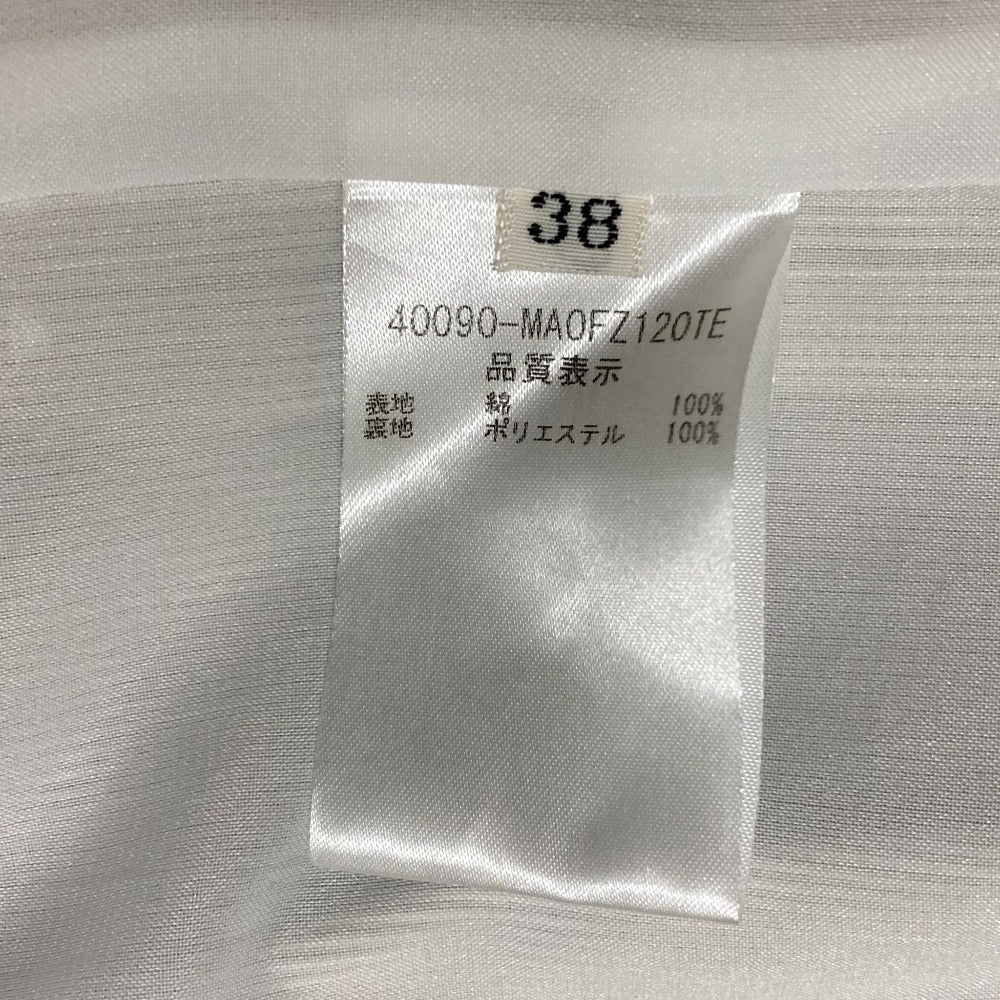 38
40090-MAOFZ120TE
品質表示
表地 綿 100%
裏地 ポリエステル 100%